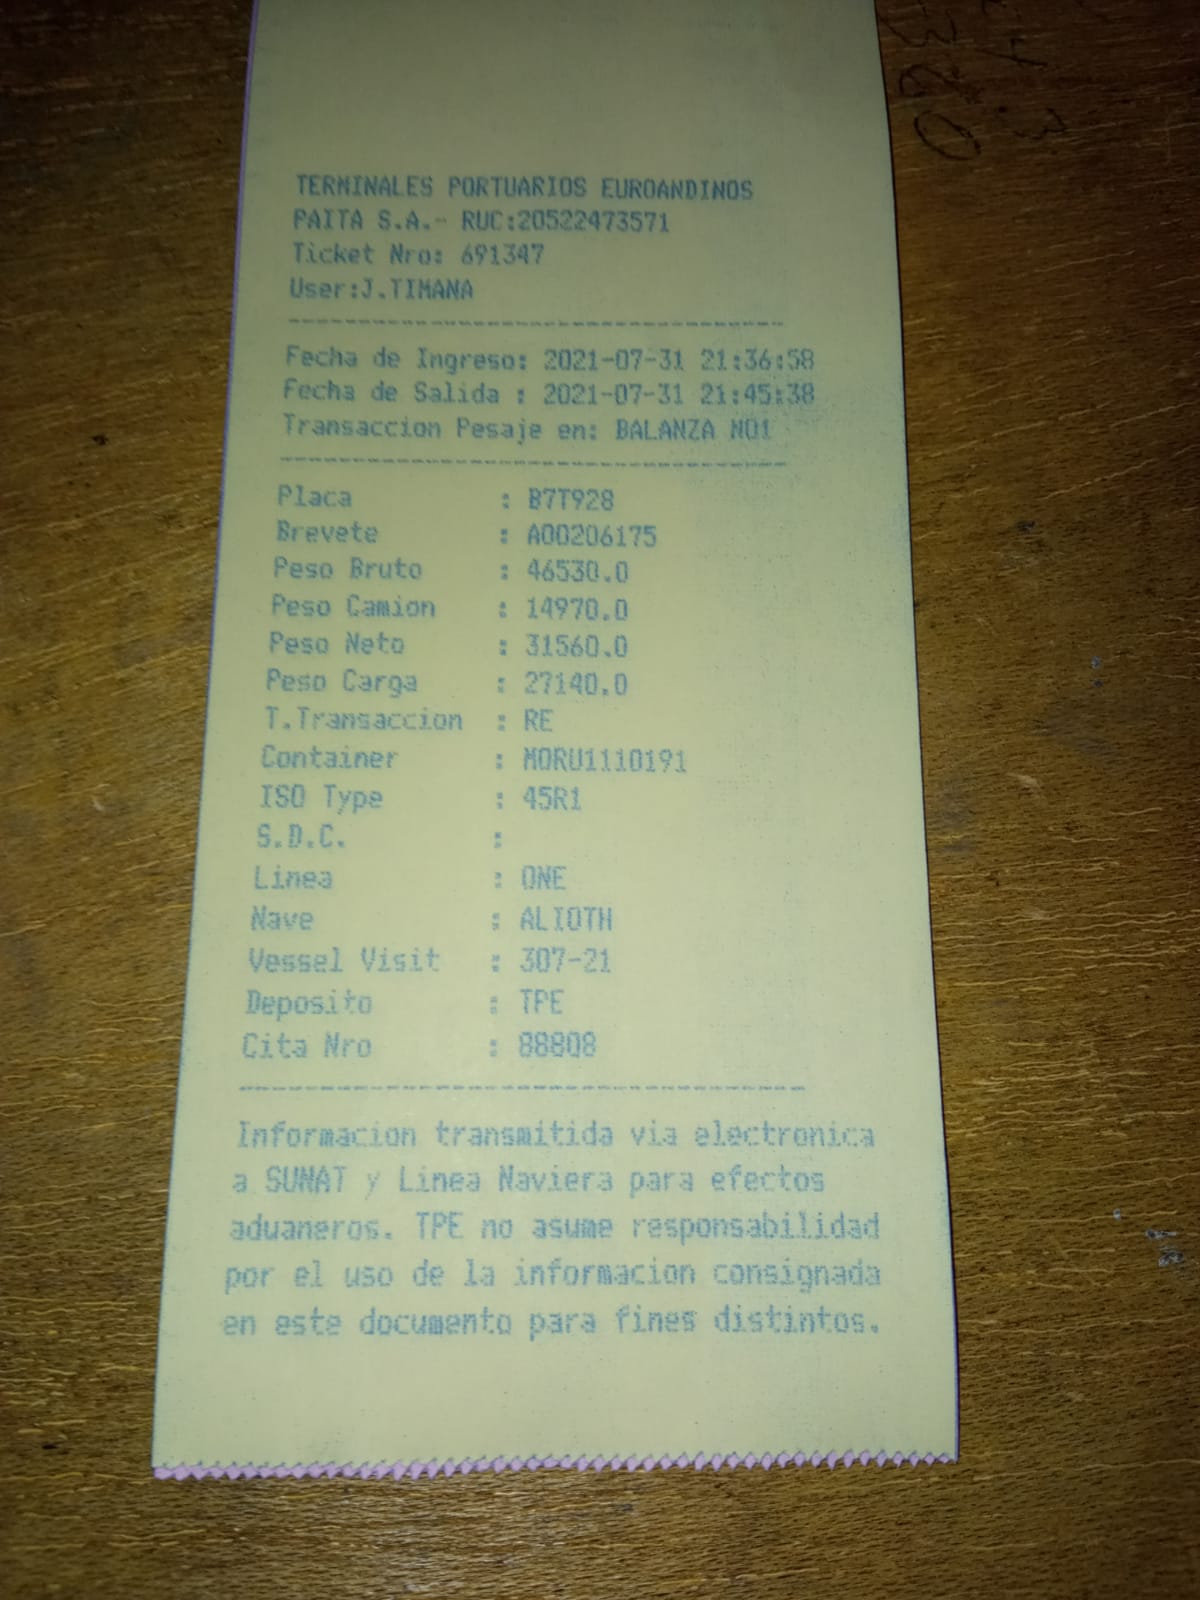 TERMINALES PORTUARIOS EUROANDINOS
PAITA S.A.- RUC:20522473571
Ticket Nro: 691347
User:J.TIMANA
Fecha de Ingreso: 2021-07-31 21:36:58
Fecha de Salida : 2021-07-31 21:45:38
Transaccion Pesaje en: BALANZA NO1
Placa : B7T928
Brevete : A00206175
Peso Bruto : 46530.0
Peso Camion : 14970.0
Peso Neto : 31560.0
Peso Carga : 27140.0
T.Transaccion : RE
Container : MORU1110191
ISO Type : 45R1
S.D.C. :
Linea : ONE
Nave : ALIOTH
Vessel Visit : 307-21
Deposito : TPE
Cita Nro : 88808
Informacion transmitida via electronica
a SUNAT y Linea Naviera para efectos
aduaneros. TPE no asume responsabilidad
por el uso de la informacion consignada
en este documento para fines distintos.